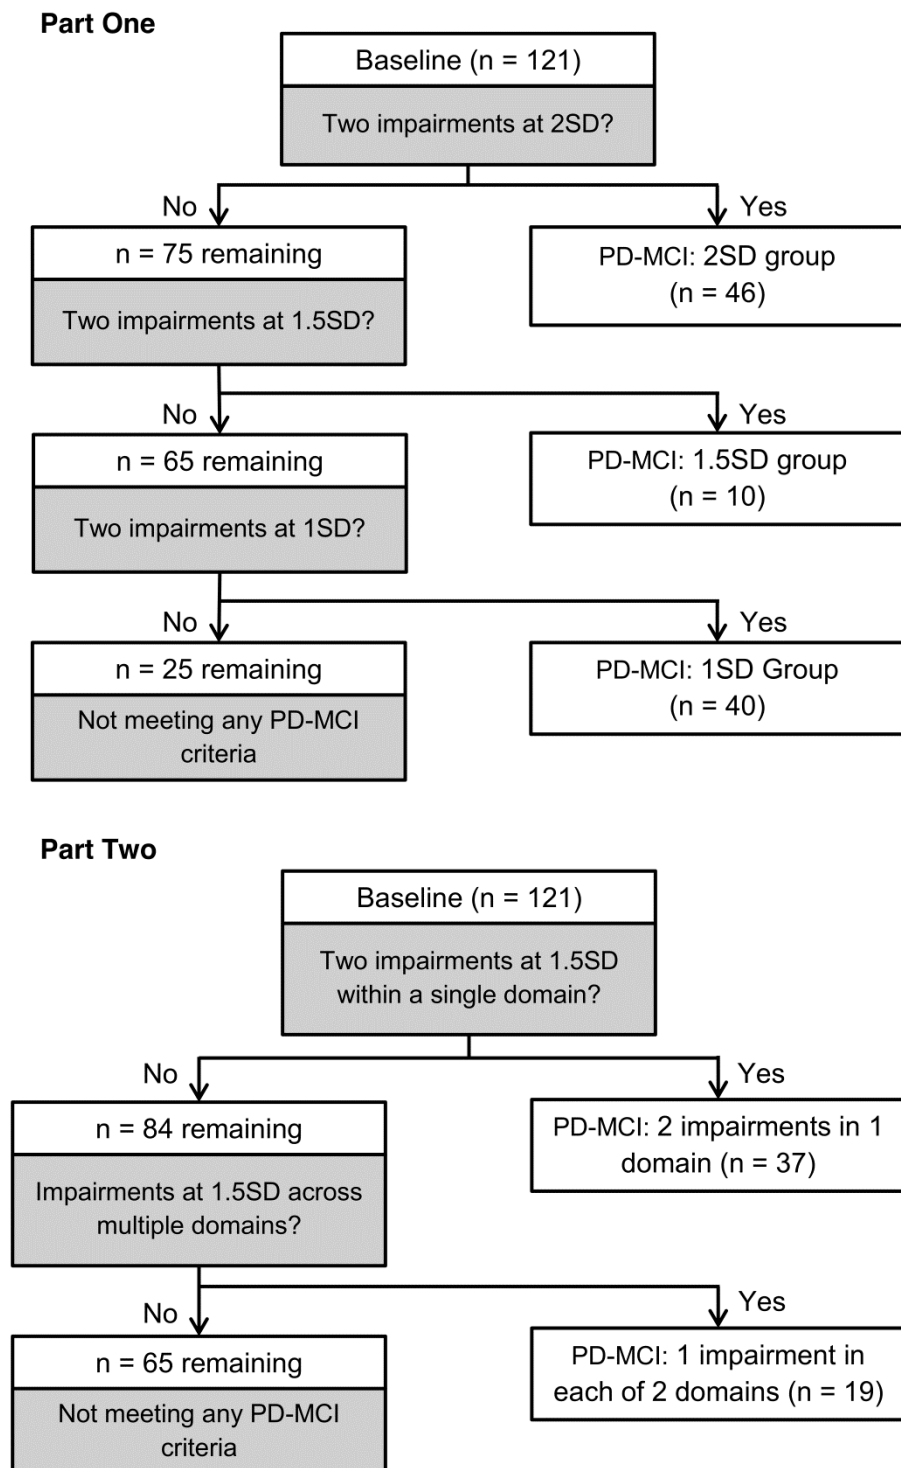 Part One
Baseline (n = 121)
Two impairments at 2SD?
No
Yes
n = 75 remaining
PD-MCI: 2SD group
(n = 46)
Two impairments at 1.5SD?
No
Yes
n = 65 remaining
PD-MCI: 1.5SD group
(n = 10)
Two impairments at 1SD?
No
Yes
n = 25 remaining
PD-MCI: 1SD Group
(n = 40)
Not meeting any PD-MCI
criteria
Part Two
Baseline (n = 121)
Two impairments at 1.5SD
within a single domain?
No
Yes
n = 84 remaining
PD-MCI: 2 impairments in 1
domain (n = 37)
Impairments at 1.5SD across
multiple domains?
No
Yes
n = 65 remaining
PD-MCI: 1 impairment in
each of 2 domains (n = 19)
Not meeting any PD-MCI
criteria